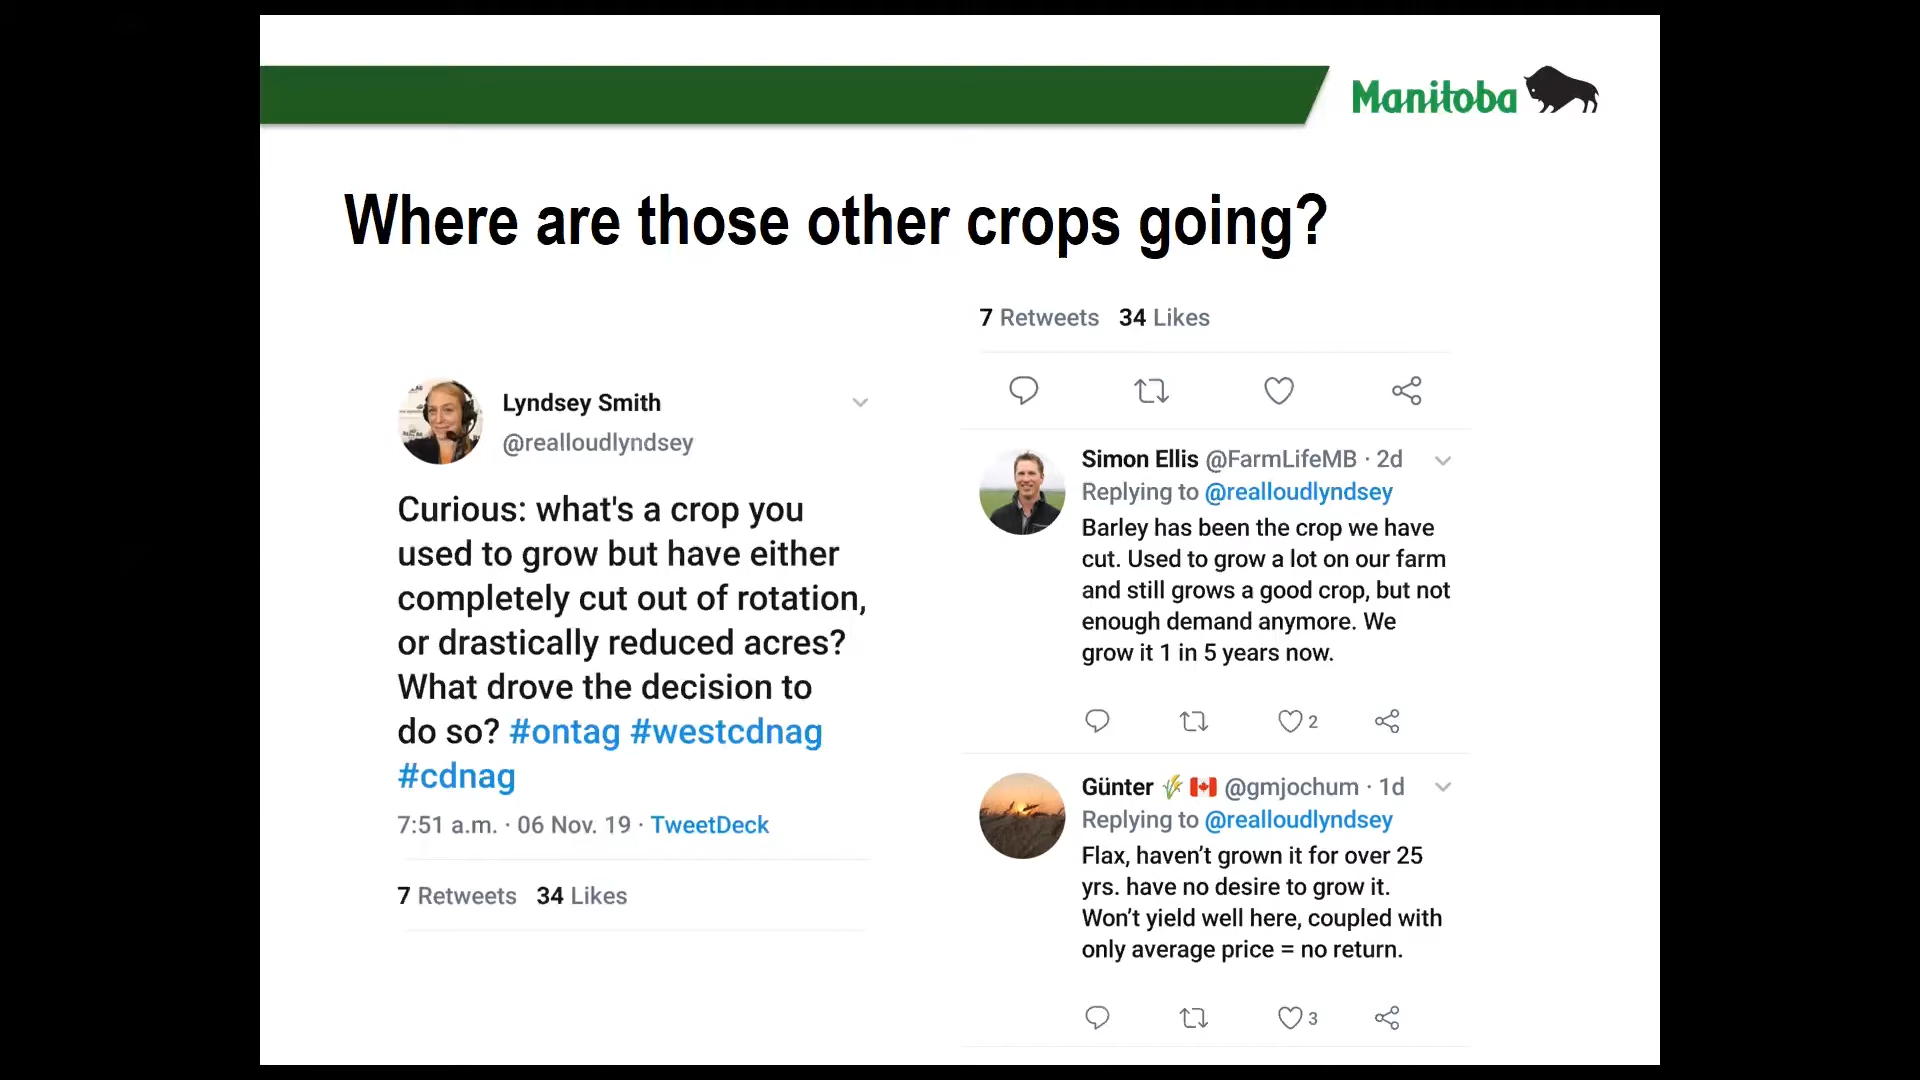 Manitoba
Where are those other crops going?
Lyndsey Smith
@realloudlyndsey
Curious: what's a crop you
used to grow but have either
completely cut out of rotation,
or drastically reduced acres?
What drove the decision to
do so? #ontag #westcdnag
#cdnag
7:51 a.m. · 06 Nov. 19 · TweetDeck
7 Retweets 34 Likes
7 Retweets 34 Likes
Simon Ellis @FarmLifeMB · 2d
Replying to @realloudlyndsey
Barley has been the crop we have
cut. Used to grow a lot on our farm
and still grows a good crop, but not
enough demand anymore. We
grow it 1 in 5 years now.
2
Günter 🌾 🇨🇦 @gmjochum · 1d
Replying to @realloudlyndsey
Flax, haven’t grown it for over 25
yrs. have no desire to grow it.
Won’t yield well here, coupled with
only average price = no return.
3